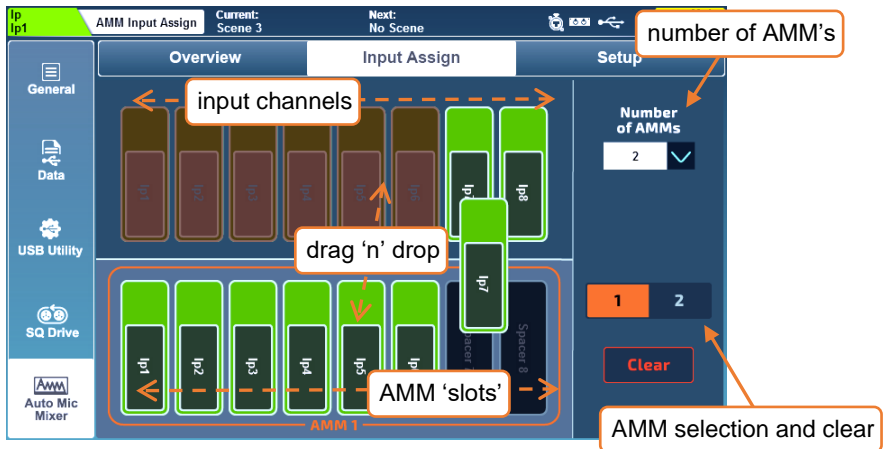 Ip
Ip1
AMM Input Assign
Current:
Scene 3
Next:
No Scene
number of AMM's
Overview
Input Assign
Setup
General
input channels
Number
of AMMs
2
Data
Ip1
Ip2
Ip3
Ip4
Ip5
Ip6
Ip7
Ip8
USB Utility
drag ‘n’ drop
Ip7
SQ Drive
1
2
Ip1
Ip2
Ip3
Ip4
Ip5
Spacer 8
Clear
AMM ‘slots’
Auto Mic
Mixer
AMM 1
AMM selection and clear